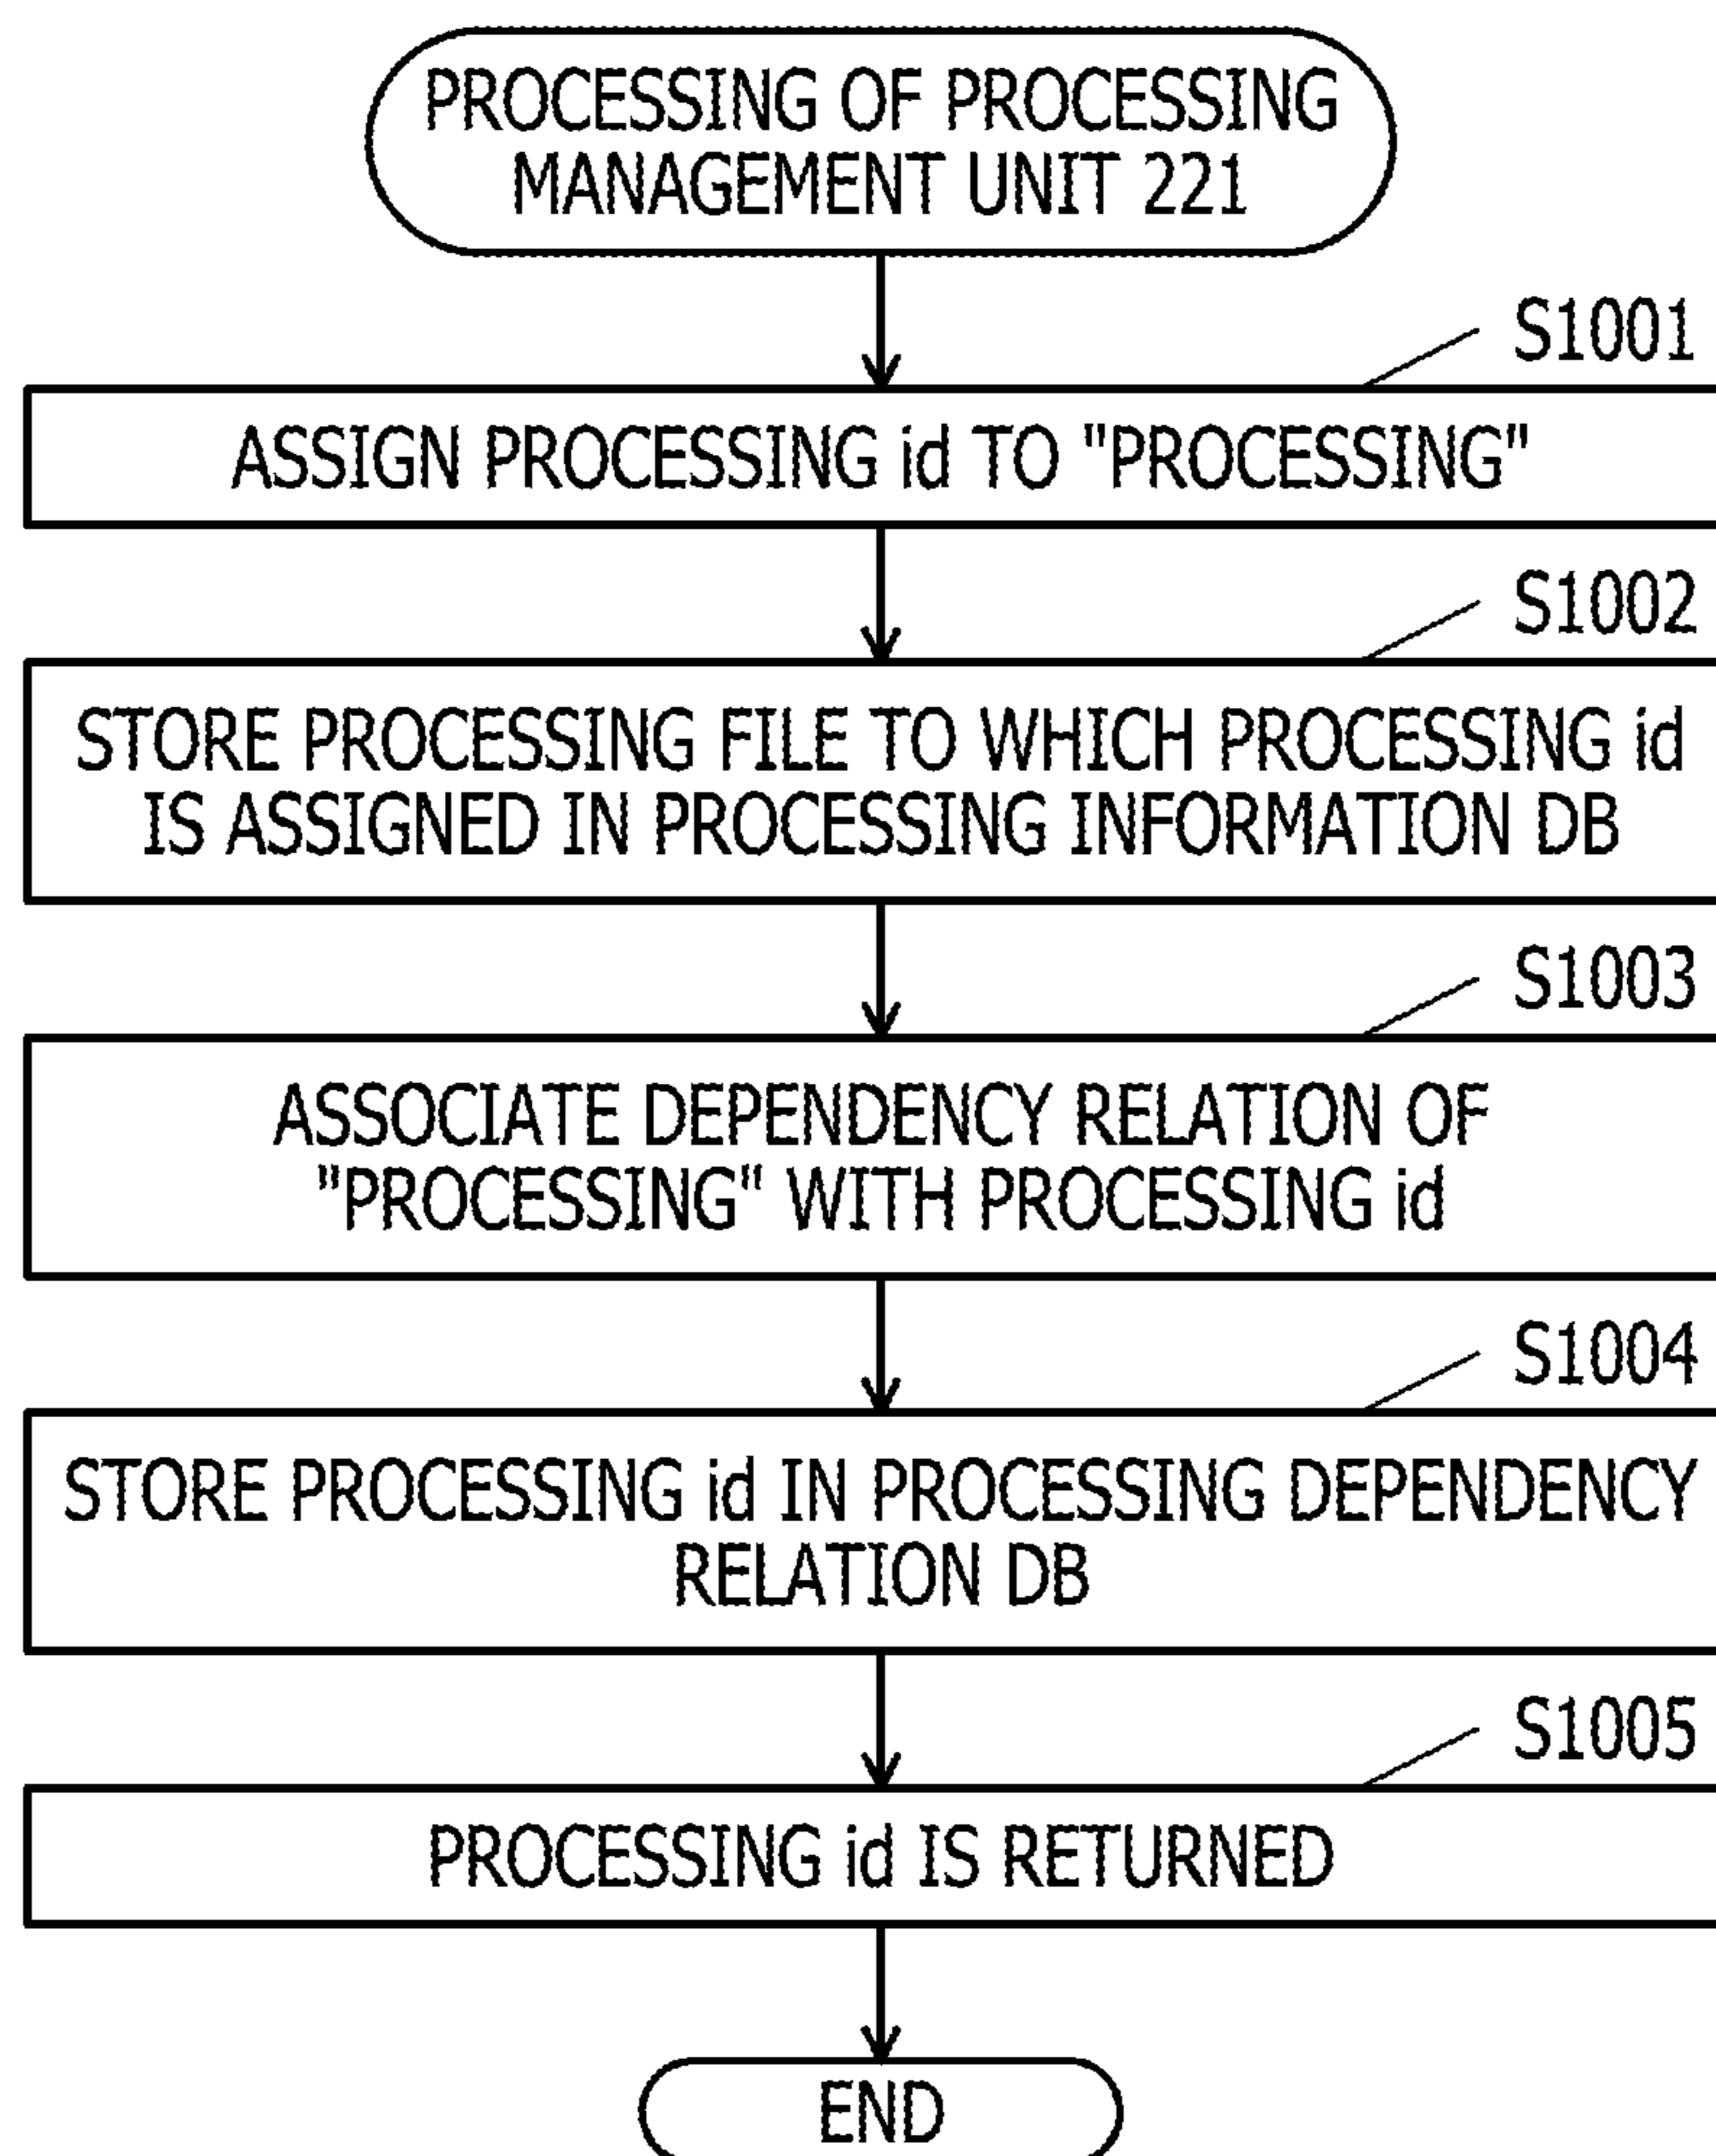 PROCESSING OF PROCESSING
MANAGEMENT UNIT 221
S1001
ASSIGN PROCESSING id TO "PROCESSING"
S1002
STORE PROCESSING FILE TO WHICH PROCESSING id
IS ASSIGNED IN PROCESSING INFORMATION DB
S1003
ASSOCIATE DEPENDENCY RELATION OF
"PROCESSING" WITH PROCESSING id
S1004
STORE PROCESSING id IN PROCESSING DEPENDENCY
RELATION DB
S1005
PROCESSING id IS RETURNED
END